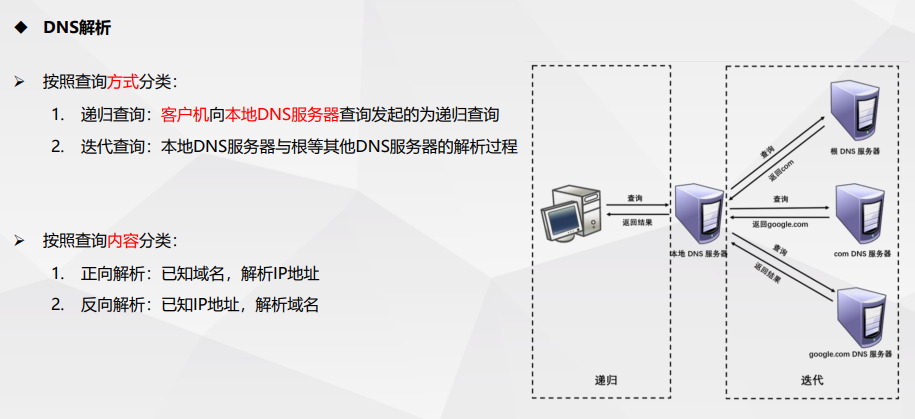 ◆ DNS解析
➢ 按照查询方式分类：
1. 递归查询：客户机向本地DNS服务器查询发起的为递归查询
2. 迭代查询：本地DNS服务器与根等其他DNS服务器的解析过程
➢ 按照查询内容分类：
1. 正向解析：已知域名，解析IP地址
2. 反向解析：已知IP地址，解析域名
查询
返回结果
本地 DNS 服务器
查询
返回com
根 DNS 服务器
查询
返回google.com
com DNS 服务器
查询
返回结果
google.com DNS 服务器
递归
迭代